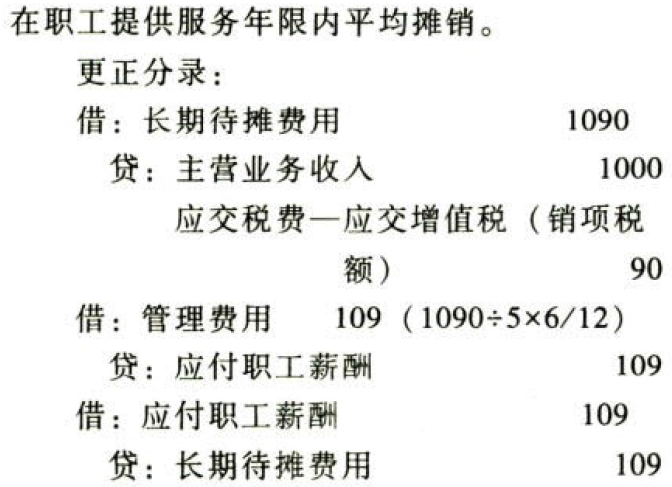 在职工提供服务年限内平均摊销。
更正分录：
借：长期待摊费用 1090
贷：主营业务收入 1000
应交税费—应交增值税（销项税
额） 90
借：管理费用 109（1090÷5×6/12）
贷：应付职工薪酬 109
借：应付职工薪酬 109
贷：长期待摊费用 109